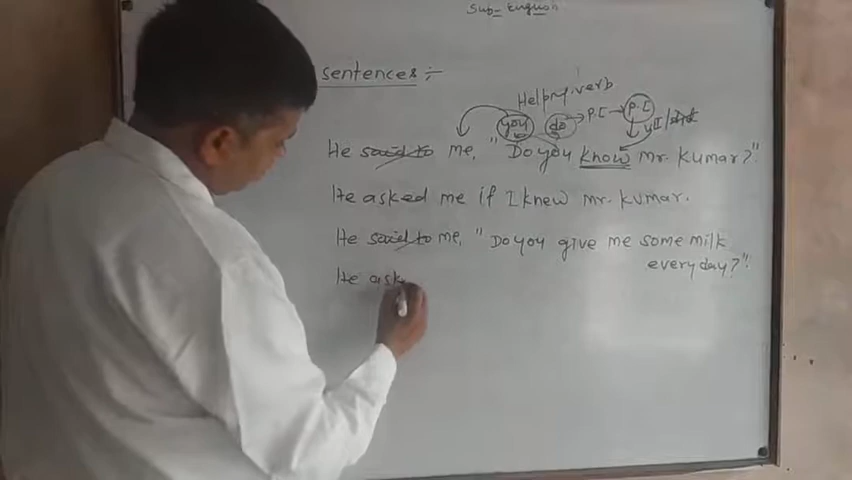 Sub- English
sentences :-
Helping verb
you do P.I → P.I
He said to me, "Do you know Mr. Kumar?"
He asked me if I knew Mr. Kumar.
He said to me, "Do you give me some milk
everyday?"
He ask